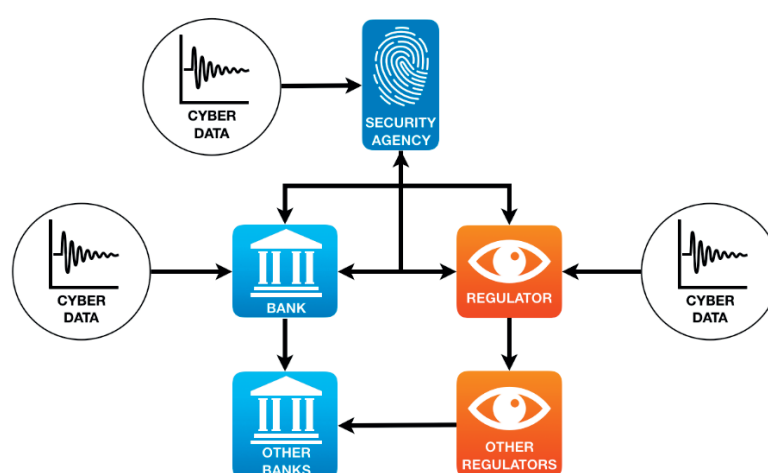 CYBER
DATA
SECURITY
AGENCY
CYBER
DATA
BANK
REGULATOR
CYBER
DATA
OTHER
BANKS
OTHER
REGULATORS